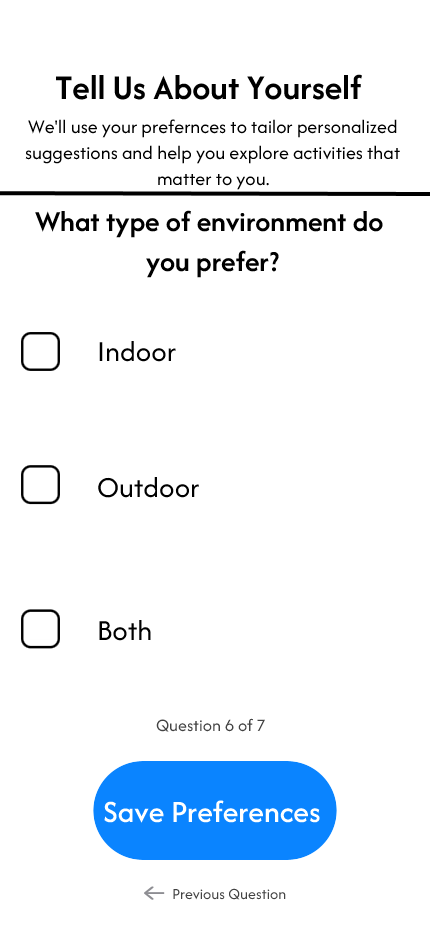 Tell Us About Yourself
We'll use your prefernces to tailor personalized
suggestions and help you explore activities that
matter to you.
What type of environment do
you prefer?
Indoor
Outdoor
Both
Question 6 of 7
Save Preferences
Previous Question